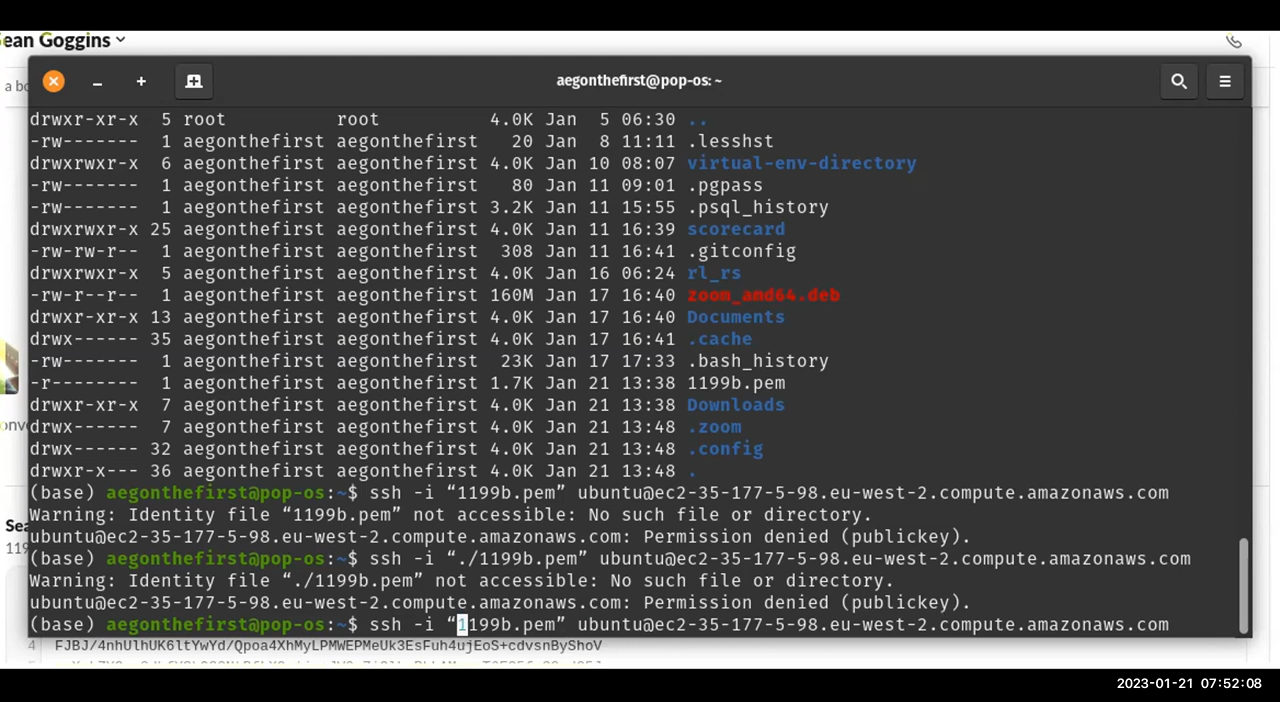 ean Goggins
a bo
aegonthefirst@pop-os: ~
drwxr-xr-x 5 root root 4.0K Jan 5 06:30 ..
-rw------- 1 aegonthefirst aegonthefirst 20 Jan 8 11:11 .lesshst
drwxrwxr-x 6 aegonthefirst aegonthefirst 4.0K Jan 10 08:07 virtual-env-directory
-rw------- 1 aegonthefirst aegonthefirst 80 Jan 11 09:01 .pgpass
-rw------- 1 aegonthefirst aegonthefirst 3.2K Jan 11 15:55 .psql_history
drwxrwxr-x 25 aegonthefirst aegonthefirst 4.0K Jan 11 16:39 scorecard
-rw-rw-r-- 1 aegonthefirst aegonthefirst 308 Jan 11 16:41 .gitconfig
drwxrwxr-x 5 aegonthefirst aegonthefirst 4.0K Jan 16 06:24 rl_rs
-rw-r--r-- 1 aegonthefirst aegonthefirst 160M Jan 17 16:40 zoom_amd64.deb
drwxr-xr-x 13 aegonthefirst aegonthefirst 4.0K Jan 17 16:40 Documents
drwx------ 35 aegonthefirst aegonthefirst 4.0K Jan 17 16:41 .cache
-rw------- 1 aegonthefirst aegonthefirst 23K Jan 17 17:33 .bash_history
-r-------- 1 aegonthefirst aegonthefirst 1.7K Jan 21 13:38 1199b.pem
drwxr-xr-x 7 aegonthefirst aegonthefirst 4.0K Jan 21 13:38 Downloads
drwx------ 7 aegonthefirst aegonthefirst 4.0K Jan 21 13:48 .zoom
drwx------ 32 aegonthefirst aegonthefirst 4.0K Jan 21 13:48 .config
drwxr-x--- 36 aegonthefirst aegonthefirst 4.0K Jan 21 13:48 .
(base) aegonthefirst@pop-os:~$ ssh -i “1199b.pem” ubuntu@ec2-35-177-5-98.eu-west-2.compute.amazonaws.com
Warning: Identity file “1199b.pem” not accessible: No such file or directory.
ubuntu@ec2-35-177-5-98.eu-west-2.compute.amazonaws.com: Permission denied (publickey).
(base) aegonthefirst@pop-os:~$ ssh -i “./1199b.pem” ubuntu@ec2-35-177-5-98.eu-west-2.compute.amazonaws.com
Warning: Identity file “./1199b.pem” not accessible: No such file or directory.
ubuntu@ec2-35-177-5-98.eu-west-2.compute.amazonaws.com: Permission denied (publickey).
(base) aegonthefirst@pop-os:~$ ssh -i “1199b.pem” ubuntu@ec2-35-177-5-98.eu-west-2.compute.amazonaws.com
onve
Sea
119
4 FJBJ/4nhUlhUK6ltYwYd/Qpoa4XhMyLPMWEPMeUk3EsFuh4ujEoS+cdvsnByShoV
2023-01-21 07:52:08